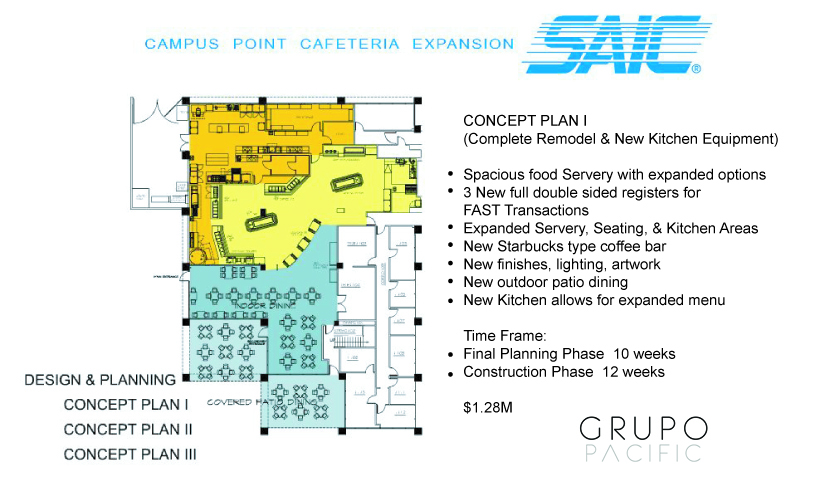 CAMPUS POINT CAFETERIA EXPANSION
SAIC®
CONCEPT PLAN I
(Complete Remodel & New Kitchen Equipment)
• Spacious food Servery with expanded options
• 3 New full double sided registers for
FAST Transactions
• Expanded Servery, Seating, & Kitchen Areas
• New Starbucks type coffee bar
• New finishes, lighting, artwork
• New outdoor patio dining
• New Kitchen allows for expanded menu
Time Frame:
• Final Planning Phase 10 weeks
• Construction Phase 12 weeks
$1.28M
INDOOR DINING
COVERED PATIO DINING
DESIGN & PLANNING
CONCEPT PLAN I
CONCEPT PLAN II
CONCEPT PLAN III
GRUPO
PACIFIC